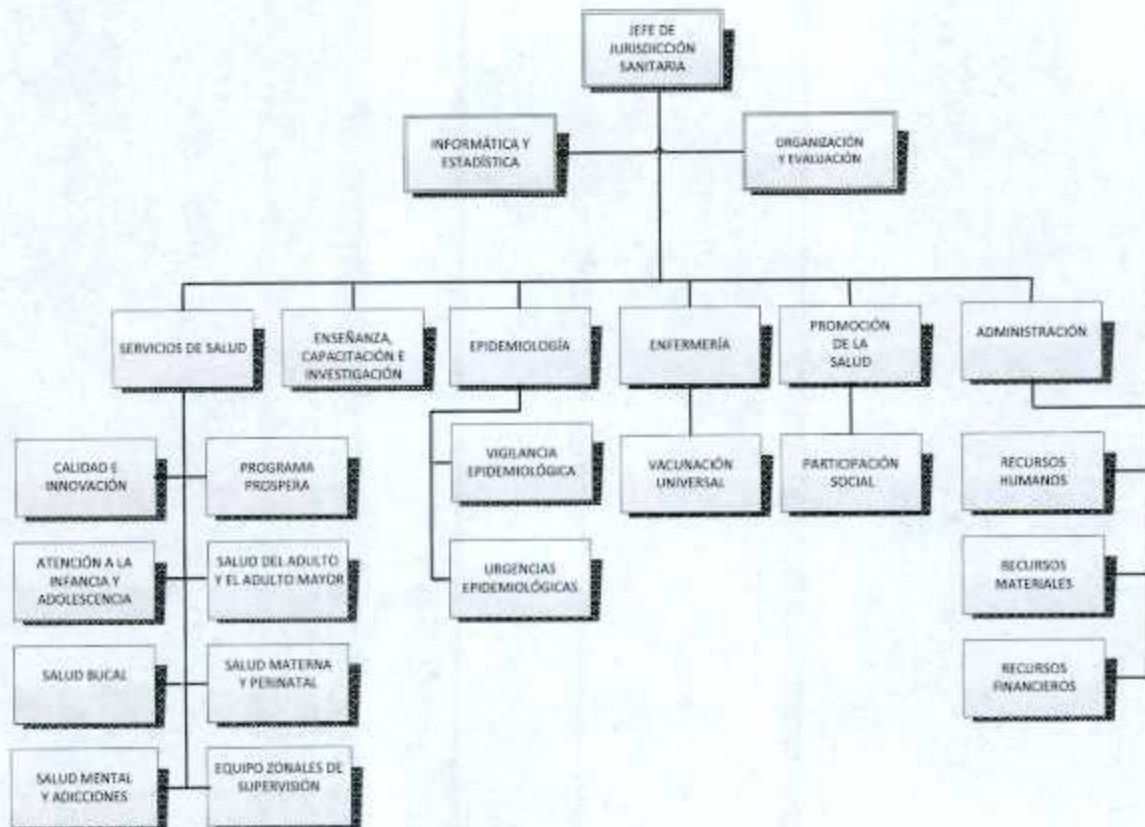 JEFE DE
JURISDICCIÓN
SANITARIA
INFORMÁTICA Y
ESTADÍSTICA
ORGANIZACIÓN
Y EVALUACIÓN
SERVICIOS DE SALUD
ENSEÑANZA,
CAPACITACIÓN E
INVESTIGACIÓN
EPIDEMIOLOGÍA
ENFERMERÍA
PROMOCIÓN
DE LA
SALUD
ADMINISTRACIÓN
CALIDAD E
INNOVACIÓN
PROGRAMA
PROSPERA
VIGILANCIA
EPIDEMIOLÓGICA
VACUNACIÓN
UNIVERSAL
PARTICIPACIÓN
SOCIAL
RECURSOS
HUMANOS
ATENCIÓN A LA
INFANCIA Y
ADOLESCENCIA
SALUD DEL ADULTO
Y EL ADULTO MAYOR
URGENCIAS
EPIDEMIOLÓGICAS
RECURSOS
MATERIALES
SALUD BUCAL
SALUD MATERNA
Y PERINATAL
RECURSOS
FINANCIEROS
SALUD MENTAL
Y ADICCIONES
EQUIPO ZONALES DE
SUPERVISIÓN